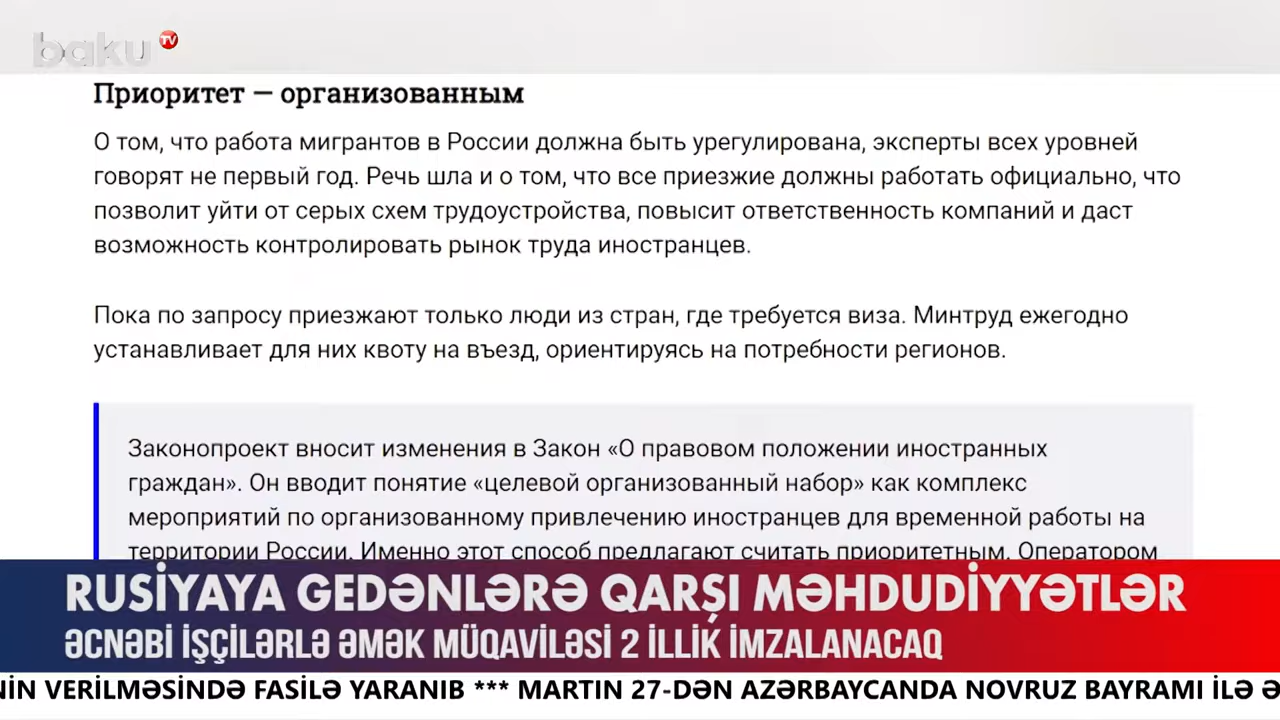 baku TV
Приоритет — организованным
О том, что работа мигрантов в России должна быть урегулирована, эксперты всех уровней
говорят не первый год. Речь шла и о том, что все приезжие должны работать официально, что
позволит уйти от серых схем трудоустройства, повысит ответственность компаний и даст
возможность контролировать рынок труда иностранцев.
Пока по запросу приезжают только люди из стран, где требуется виза. Минтруд ежегодно
устанавливает для них квоту на въезд, ориентируясь на потребности регионов.
Законопроект вносит изменения в Закон «О правовом положении иностранных
граждан». Он вводит понятие «целевой организованный набор» как комплекс
мероприятий по организованному привлечению иностранцев для временной работы на
территории России. Именно этот способ предлагают считать приоритетным. Оператором
RUSİYAYA GEDƏNLƏRƏ QARŞI MƏHDUDİYYƏTLƏR
ƏCNƏBİ İŞÇİLƏRLƏ ƏMƏK MÜQAVİLƏSİ 2 İLLİK İMZALANACAQ
NİN VERİLMƏSİNDƏ FASİLƏ YARANIB *** MARTIN 27-DƏN AZƏRBAYCANDA NOVRUZ BAYRAMI İLƏ Ə